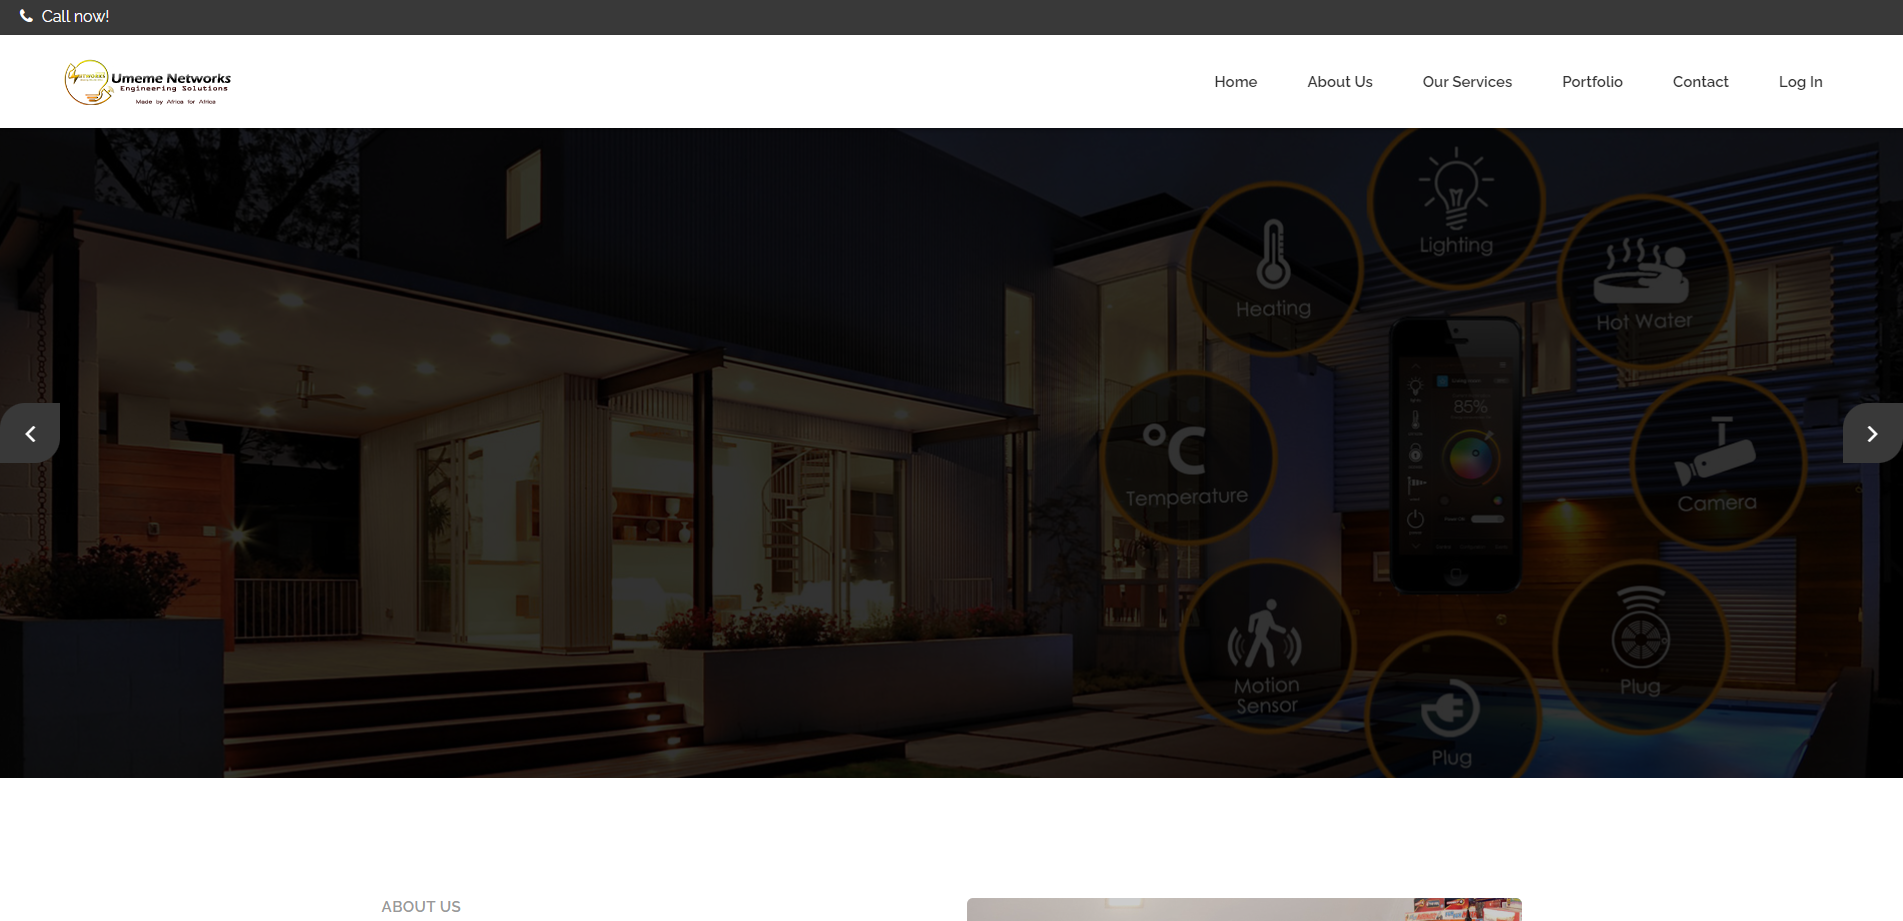 Call now!
Umeme Networks
Engineering Solutions
Made by Africa for Africa
Home
About Us
Our Services
Portfolio
Contact
Log In
Lighting
Heating
Hot Water
85%
°C
Temperature
Camera
Motion
Sensor
Plug
Plug
ABOUT US